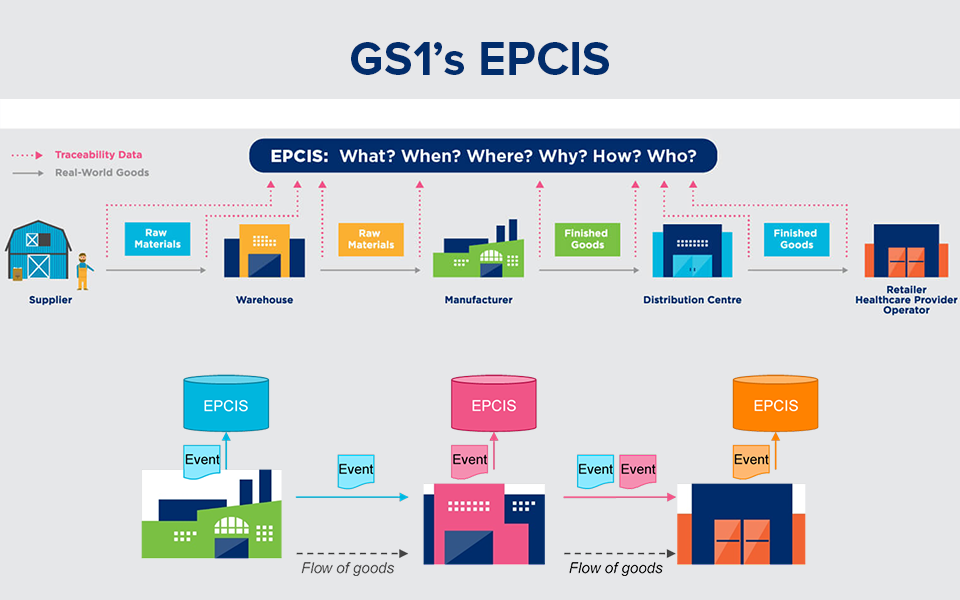 GS1's EPCIS
Traceability Data
Real-World Goods
EPCIS: What? When? Where? Why? How? Who?
Raw
Materials
Raw
Materials
Finished
Goods
Finished
Goods
Supplier
Warehouse
Manufacturer
Distribution Centre
Retailer
Healthcare Provider
Operator
EPCIS
EPCIS
EPCIS
Event
Event
Event
Event
Event
Event
Flow of goods
Flow of goods